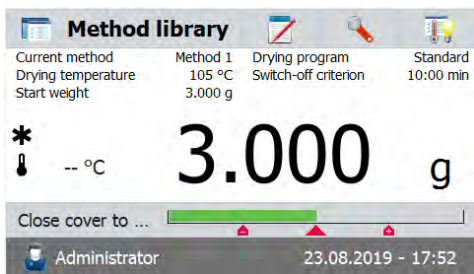 Method library
Current method Method 1 Drying program Standard
Drying temperature 105 °C Switch-off criterion 10:00 min
Start weight 3.000 g
-- °C 3.000 g
Close cover to ...
Administrator 23.08.2019 - 17:52